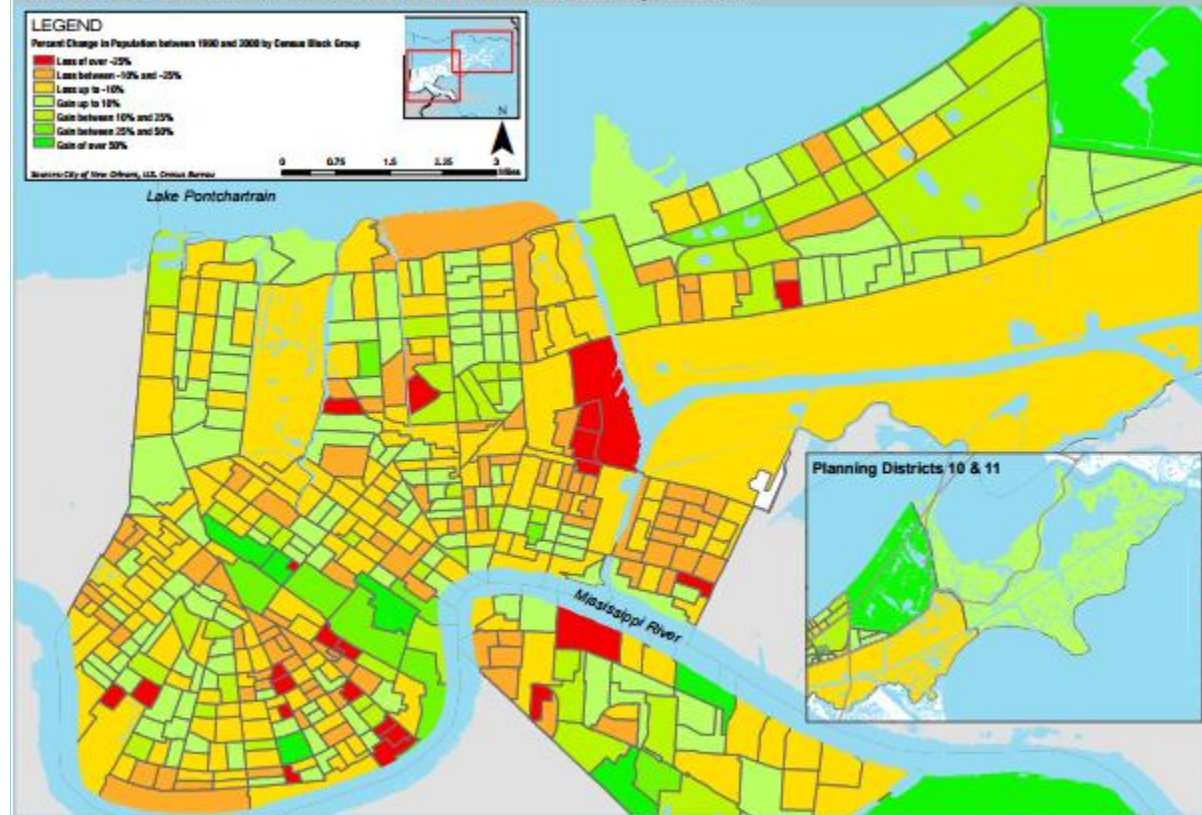 LEGEND
Percent Change in Population between 1990 and 2000 by Census Block Group
Loss of over -25%
Loss between -10% and -25%
Loss up to -10%
Gain up to 10%
Gain between 10% and 25%
Gain between 25% and 50%
Gain of over 50%
N
0 0.75 1.5 2.25 3
Miles
Sources: City of New Orleans, U.S. Census Bureau
Lake Pontchartrain
Planning Districts 10 & 11
Mississippi River